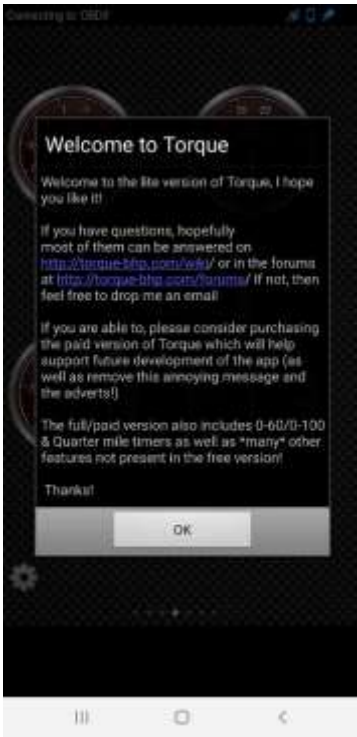 Connecting to OBDII
Welcome to Torque
Welcome to the lite version of Torque, I hope
you like it!
If you have questions, hopefully
most of them can be answered on
http://torque-bhp.com/wiki/ or in the forums
at http://torque-bhp.com/forums/ If not, then
feel free to drop me an email
If you are able to, please consider purchasing
the paid version of Torque which will help
support future development of the app (as
well as remove this annoying message and
the adverts!)
The full/paid version also includes 0-60/0-100
& Quarter mile timers as well as *many* other
features not present in the free version!
Thanks!
OK